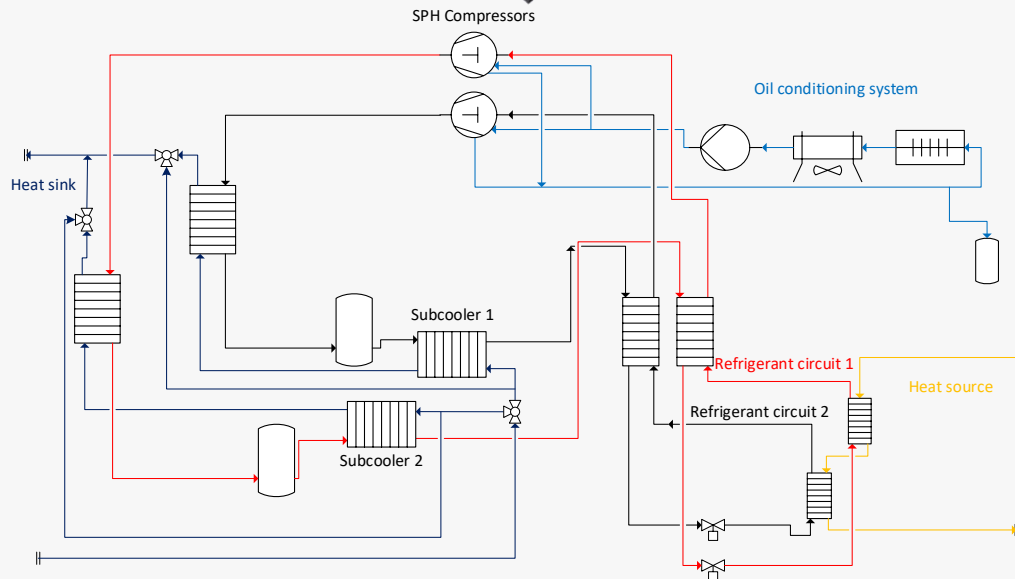 SPH Compressors
Oil conditioning system
Heat sink
Subcooler 1
Refrigerant circuit 1
Heat source
Refrigerant circuit 2
Subcooler 2